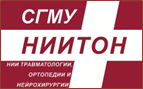 СГМУ
НИИТОН
НИИ ТРАВМАТОЛОГИИ,
ОРТОПЕДИИ И
НЕЙРОХИРУРГИИ